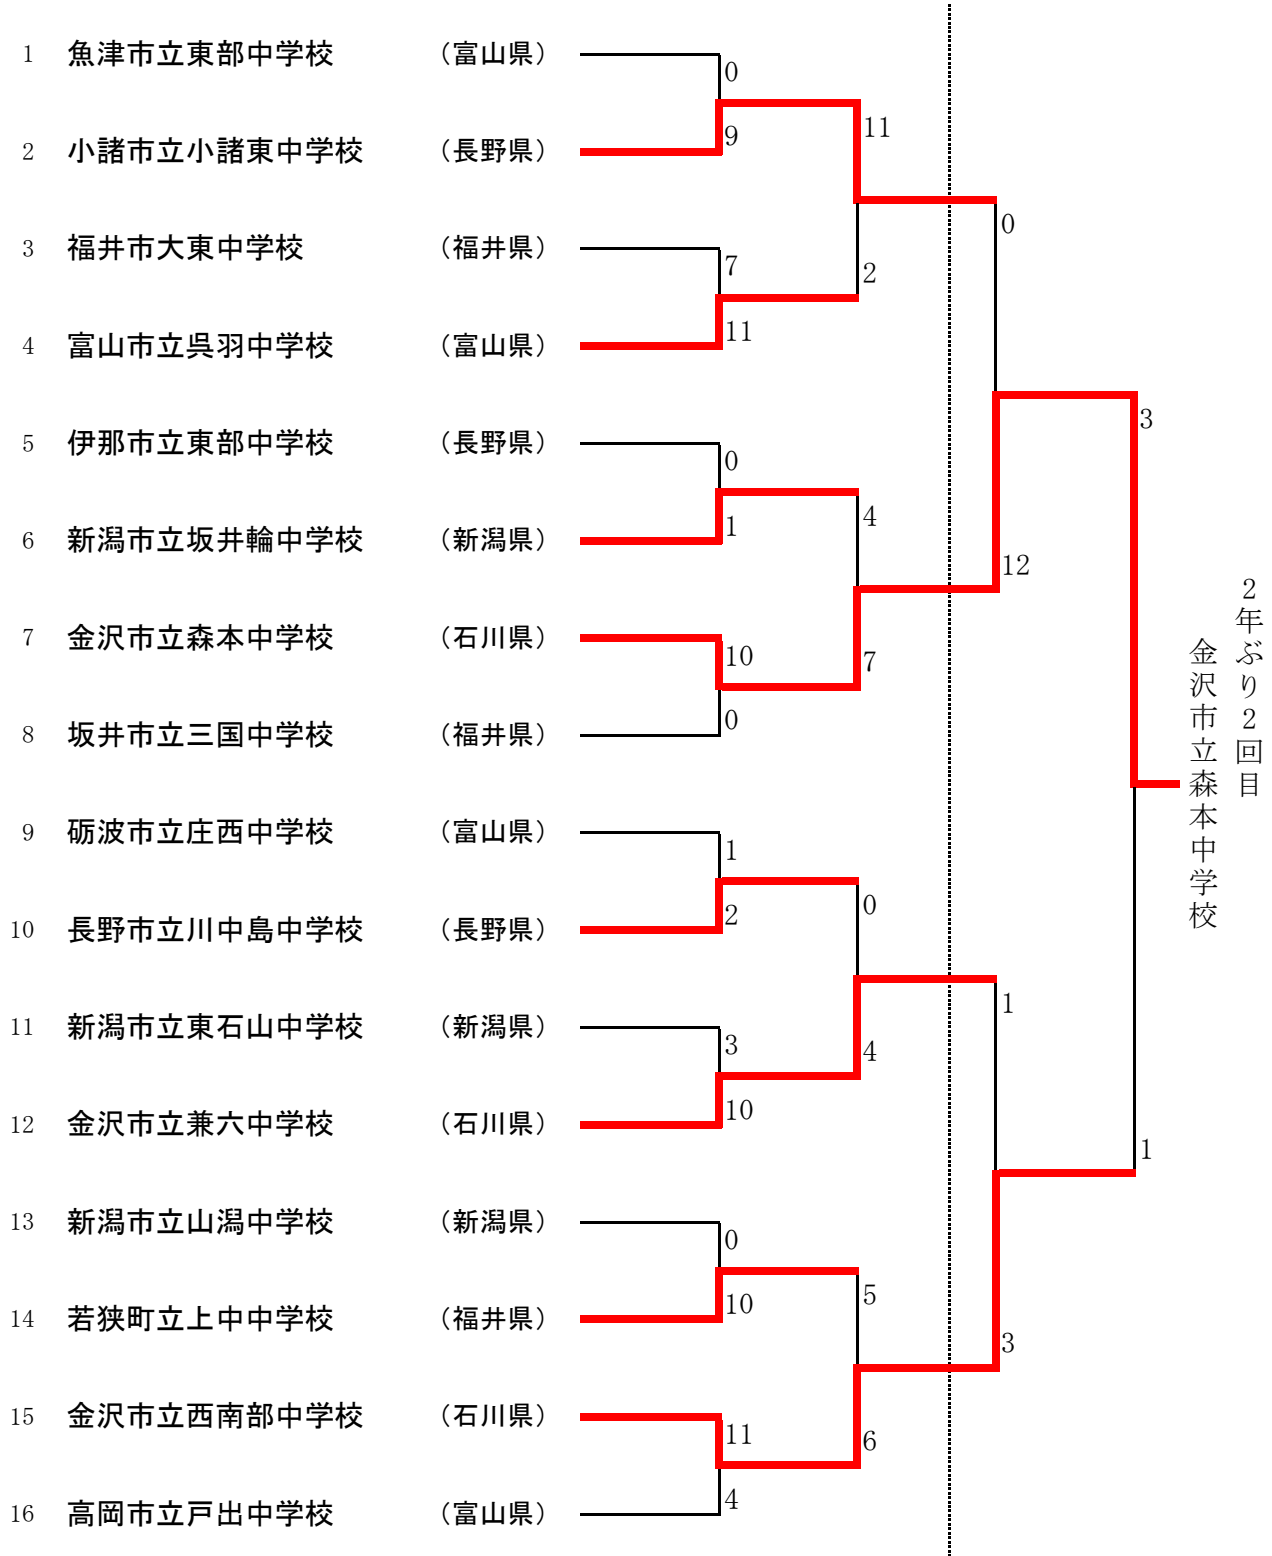 1 魚津市立東部中学校 （富山県）
0
9
11
2 小諸市立小諸東中学校 （長野県）
0
3 福井市大東中学校 （福井県）
7
2
11
4 富山市立呉羽中学校 （富山県）
3
5 伊那市立東部中学校 （長野県）
0
4
1
6 新潟市立坂井輪中学校 （新潟県）
12
7 金沢市立森本中学校 （石川県）
10
7
0
8 坂井市立三国中学校 （福井県）
2年ぶり2回目
金沢市立森本中学校
9 砺波市立庄西中学校 （富山県）
1
0
2
10 長野市立川中島中学校 （長野県）
1
11 新潟市立東石山中学校 （新潟県）
3
4
10
12 金沢市立兼六中学校 （石川県）
1
13 新潟市立山潟中学校 （新潟県）
0
5
10
14 若狭町立上中中学校 （福井県）
3
15 金沢市立西南部中学校 （石川県）
11
6
4
16 高岡市立戸出中学校 （富山県）